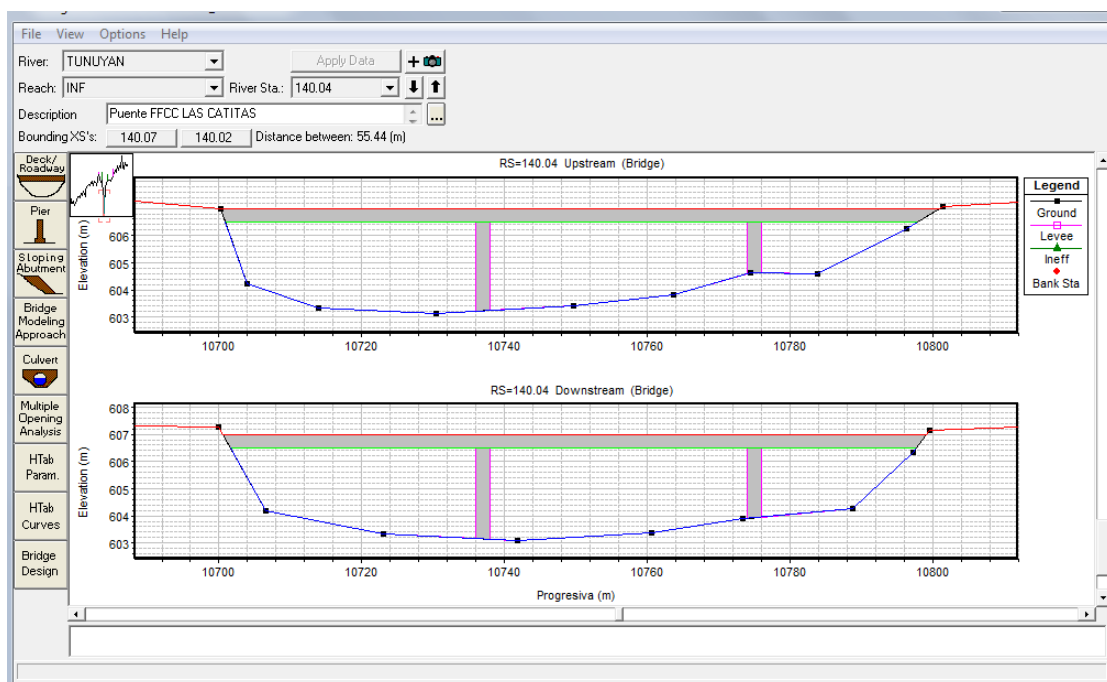 File View Options Help
River: TUNUYAN Apply Data
Reach: INF River Sta.: 140.04
Description Puente FFCC LAS CATITAS ...
Bounding XS's: 140.07 140.02 Distance between: 55.44 (m)
Deck/
Roadway
Pier
Sloping
Abutment
Bridge
Modeling
Approach
Culvert
Multiple
Opening
Analysis
HTab
Param.
HTab
Curves
Bridge
Design
RS=140.04 Upstream (Bridge)
Elevation (m)
606
605
604
603
10700 10720 10740 10760 10780 10800
Legend
Ground
Levee
Ineff
Bank Sta
RS=140.04 Downstream (Bridge)
Elevation (m)
608
607
606
605
604
603
10700 10720 10740 10760 10780 10800
Progresiva (m)